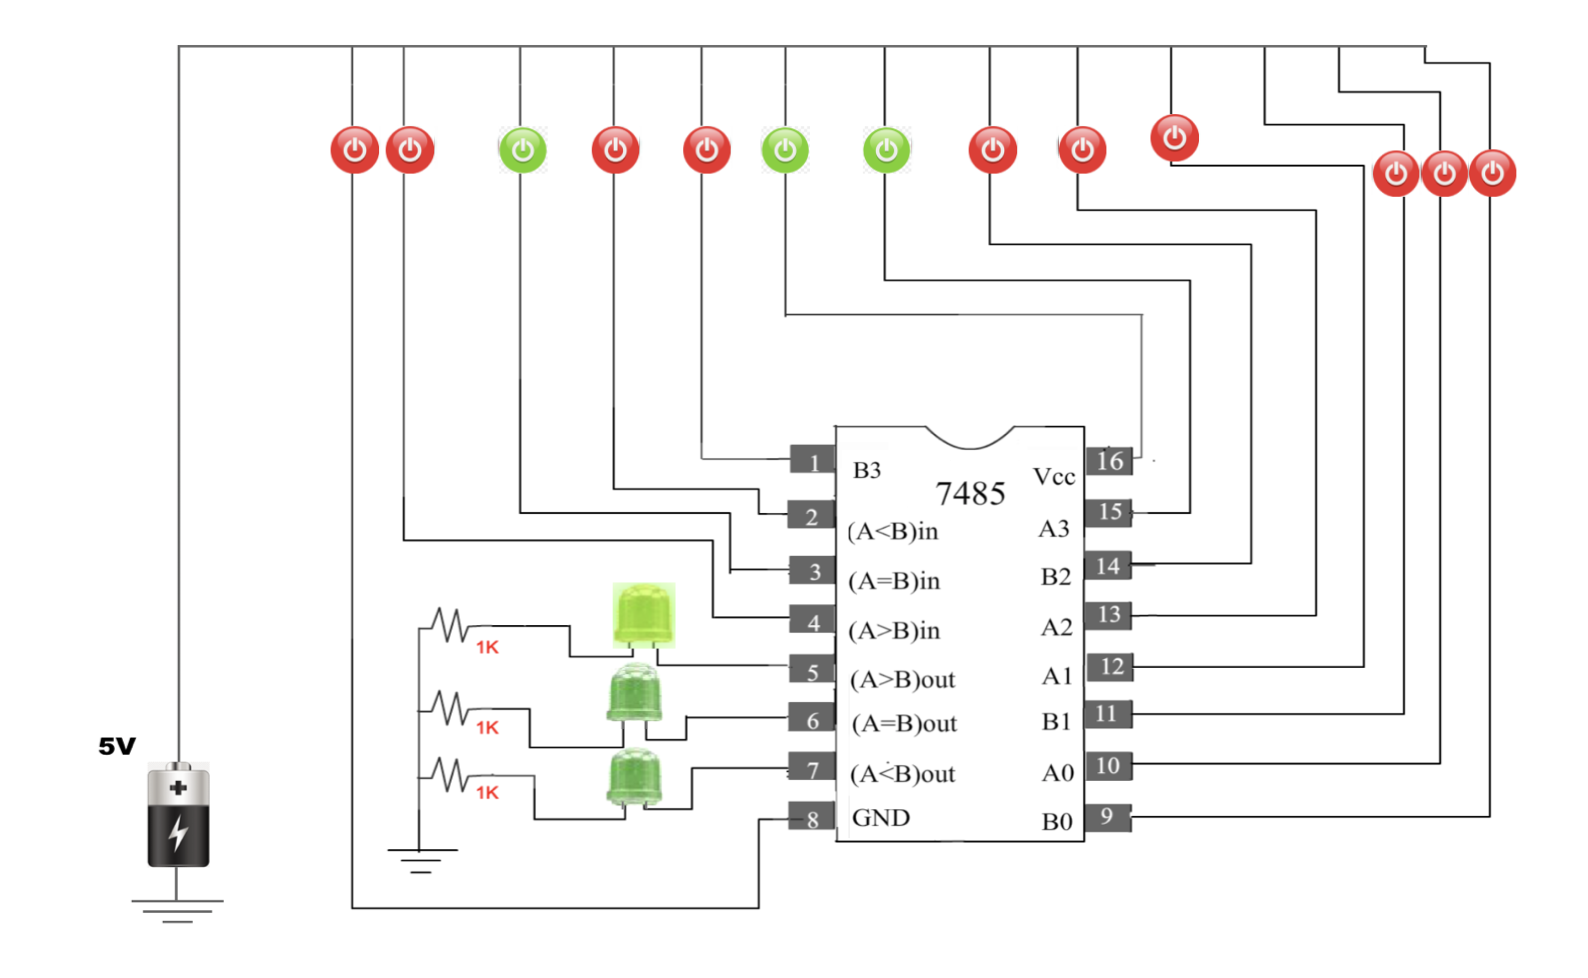 1 B3 7485 Vcc 16
2 (A<B)in A3 15
3 (A=B)in B2 14
4 (A>B)in A2 13
1K
5 (A>B)out A1 12
6 (A=B)out B1 11
1K
5V
7 (A<B)out A0 10
1K
8 GND B0 9